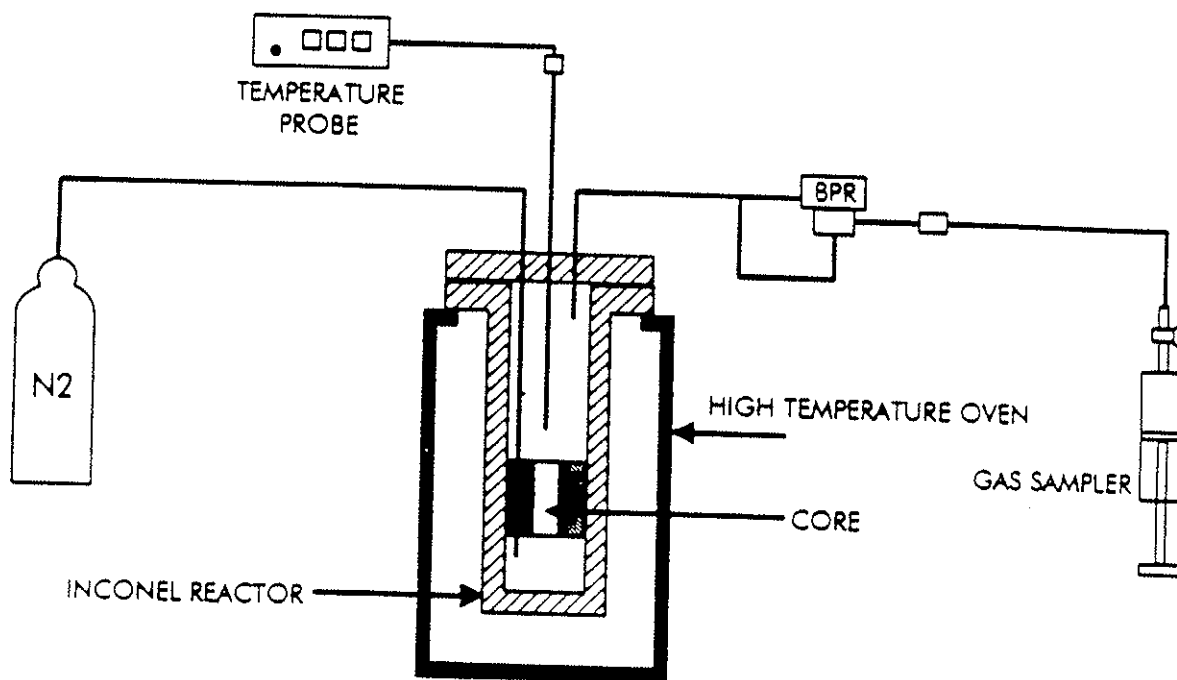 TEMPERATURE
PROBE
BPR
N2
HIGH TEMPERATURE OVEN
GAS SAMPLER
CORE
INCONEL REACTOR